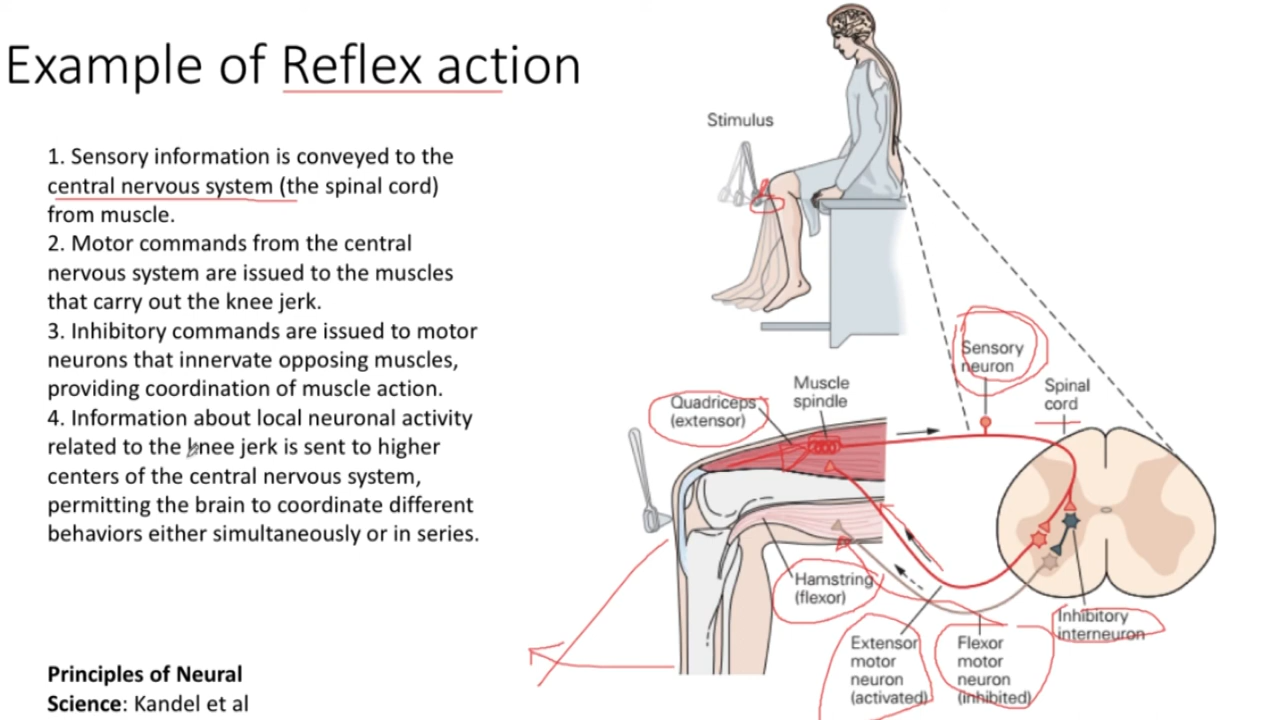 Example of Reflex action
1. Sensory information is conveyed to the
central nervous system (the spinal cord)
from muscle.
2. Motor commands from the central
nervous system are issued to the muscles
that carry out the knee jerk.
3. Inhibitory commands are issued to motor
neurons that innervate opposing muscles,
providing coordination of muscle action.
4. Information about local neuronal activity
related to the knee jerk is sent to higher
centers of the central nervous system,
permitting the brain to coordinate different
behaviors either simultaneously or in series.
Principles of Neural
Science: Kandel et al
Stimulus
Sensory
neuron
Spinal
cord
Muscle
spindle
Quadriceps
(extensor)
Hamstring
(flexor)
Inhibitory
interneuron
Extensor
motor
neuron
(activated)
Flexor
motor
neuron
(inhibited)